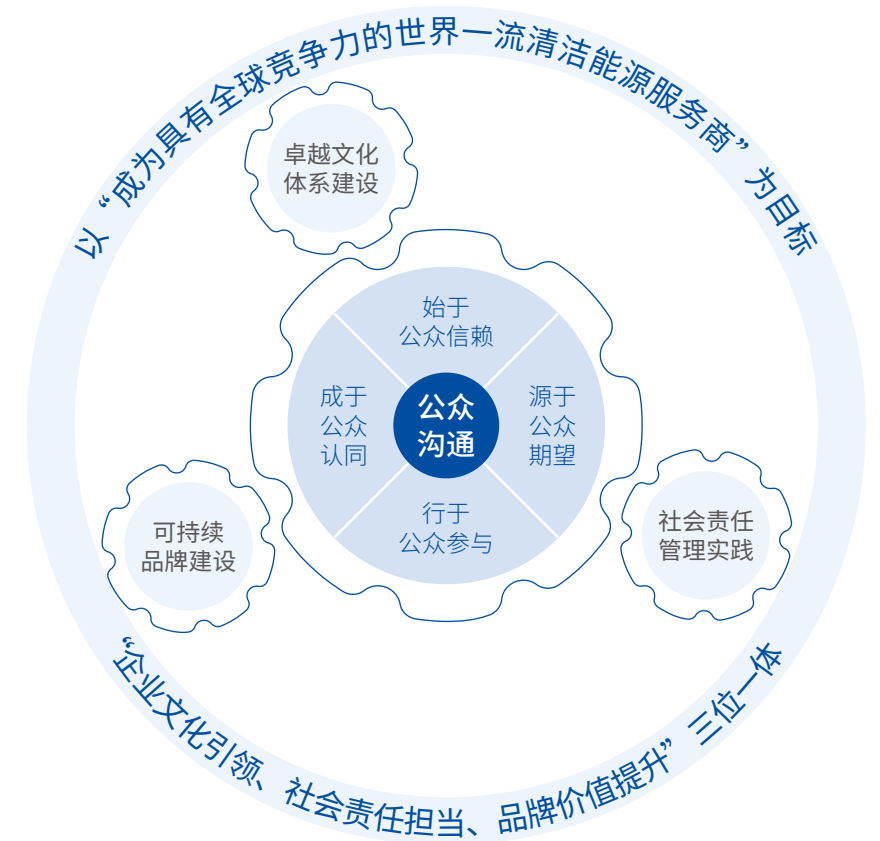 以“成为具有全球竞争力的世界一流清洁能源服务商”为目标
卓越文化
体系建设
始于
公众信赖
成于
公众
认同
公众
沟通
源于
公众
期望
行于
公众参与
可持续
品牌建设
社会责任
管理实践
“企业文化引领、社会责任担当、品牌价值提升”三位一体